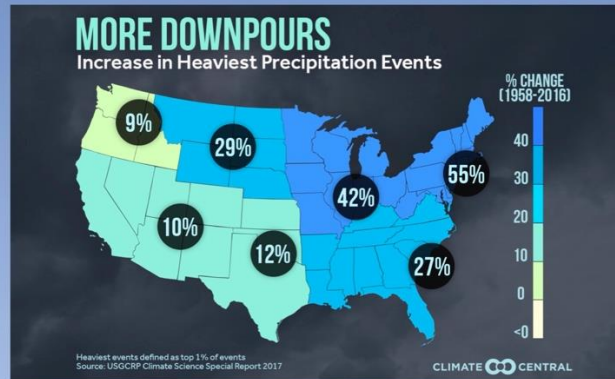 MORE DOWNPOURS
Increase in Heaviest Precipitation Events
% CHANGE
(1958-2016)
9%
29%
42%
55%
10%
12%
27%
40
30
20
10
0
<0
Heaviest events defined as top 1% of events
Source: USGCRP Climate Science Special Report 2017
CLIMATE CENTRAL